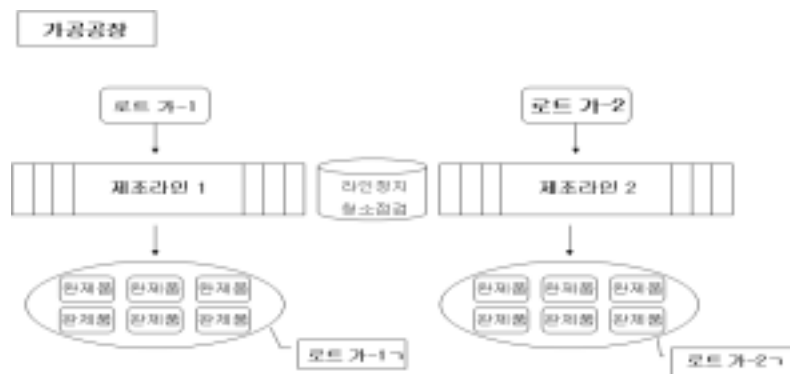 가공공장
로트 가-1
로트 가-2
제조라인 1
라인정지
청소점검
제조라인 2
완제품 완제품 완제품
완제품 완제품 완제품
완제품 완제품 완제품
완제품 완제품 완제품
로트 가-1ㄱ
로트 가-2ㄱ